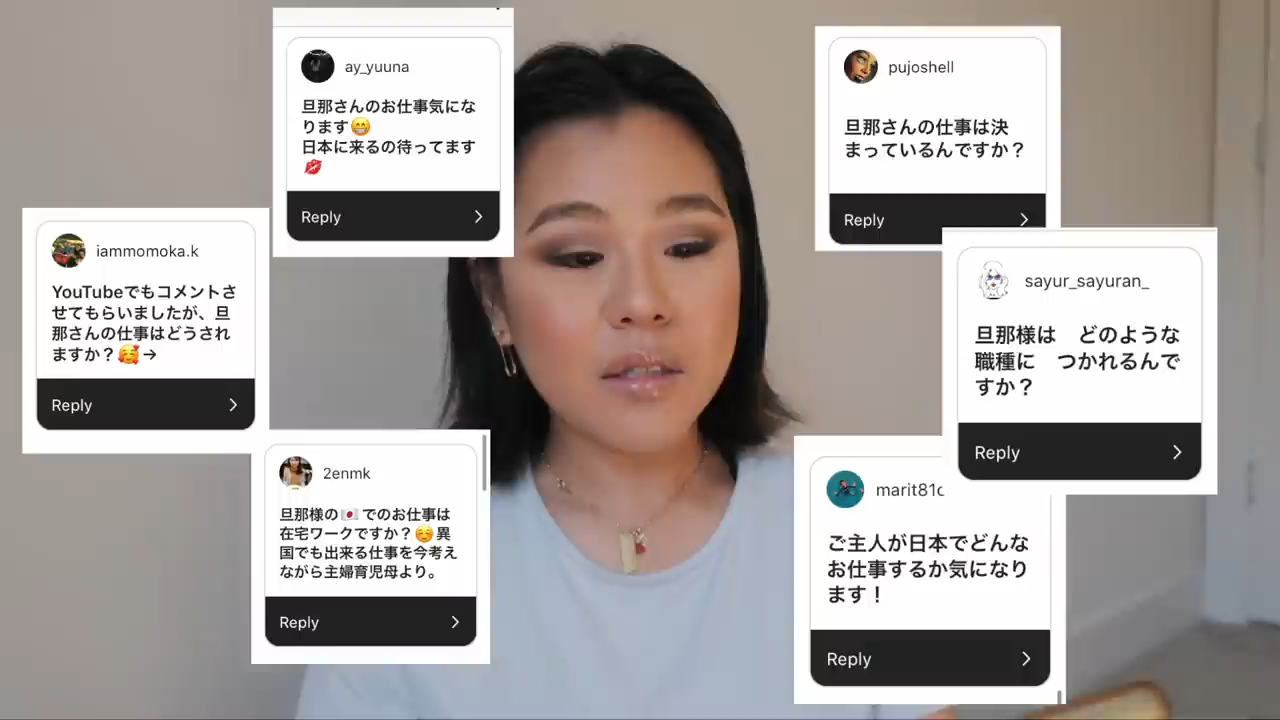 ay_yuuna
旦那さんのお仕事気にな
ります😁
日本に来るの待ってます
💋
Reply
pujoshell
旦那さんの仕事は決
まっているんですか？
Reply
iammomoka.k
YouTubeでもコメントさ
せてもらいましたが、旦
那さんの仕事はどうされ
ますか？🥰→
Reply
sayur_sayuran_
旦那様は　どのような
職種に　つかれるんで
すか？
Reply
2enmk
旦那様の🇯🇵でのお仕事は
在宅ワークですか？☺️異
国でも出来る仕事を今考え
ながら主婦育児母より。
Reply
marit81c
ご主人が日本でどんな
お仕事するか気になり
ます！
Reply